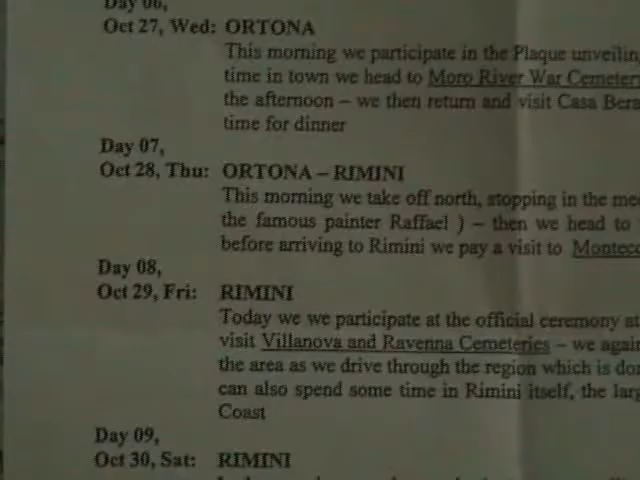 Day 06,
Oct 27, Wed: ORTONA
This morning we participate in the Plaque unveilin
time in town we head to Moro River War Cemeter
the afternoon – we then return and visit Casa Bera
time for dinner
Day 07,
Oct 28, Thu: ORTONA – RIMINI
This morning we take off north, stopping in the me
the famous painter Raffael ) – then we head to
before arriving to Rimini we pay a visit to Montecc
Day 08,
Oct 29, Fri: RIMINI
Today we we participate at the official ceremony at
visit Villanova and Ravenna Cemeteries – we again
the area as we drive through the region which is do
can also spend some time in Rimini itself, the larg
Coast
Day 09,
Oct 30, Sat: RIMINI